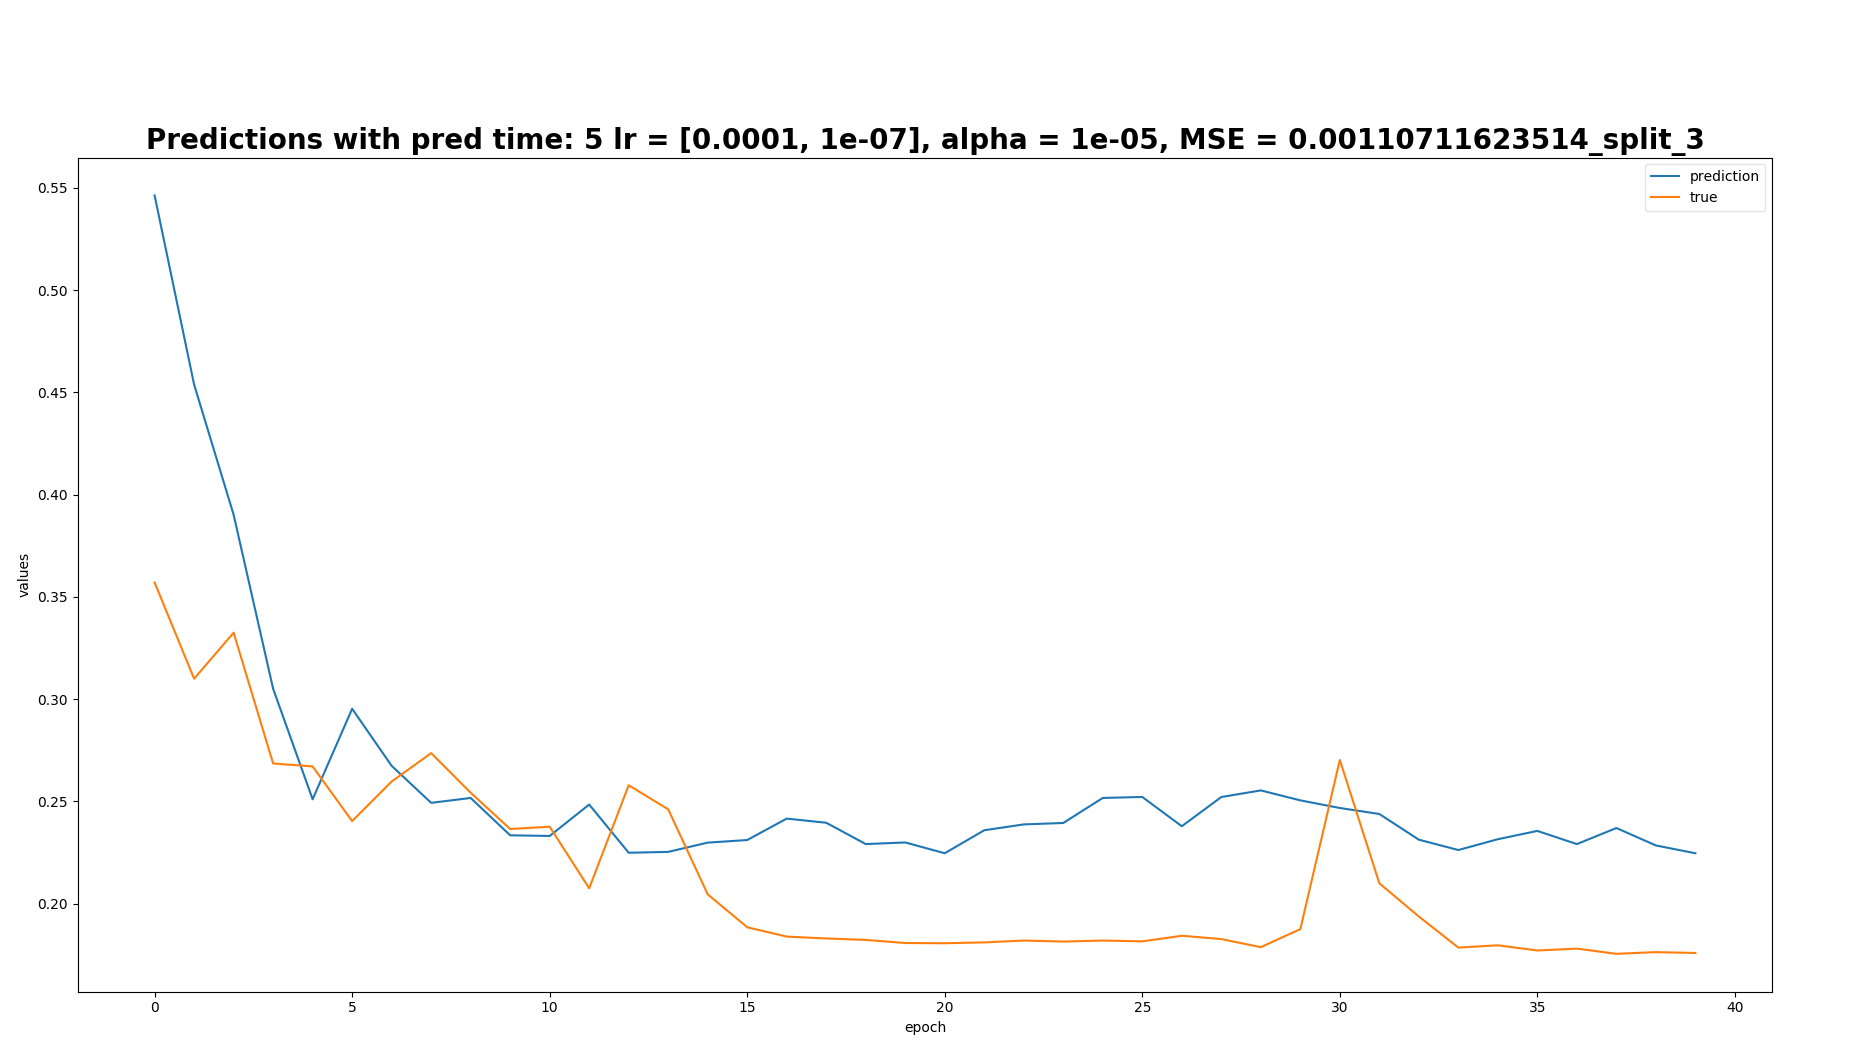 Predictions with pred time: 5 lr = [0.0001, 1e-07], alpha = 1e-05, MSE = 0.00110711623514_split_3
prediction
true
0.55
0.50
0.45
0.40
0.35
0.30
0.25
0.20
values
0 5 10 15 20 25 30 35 40
epoch